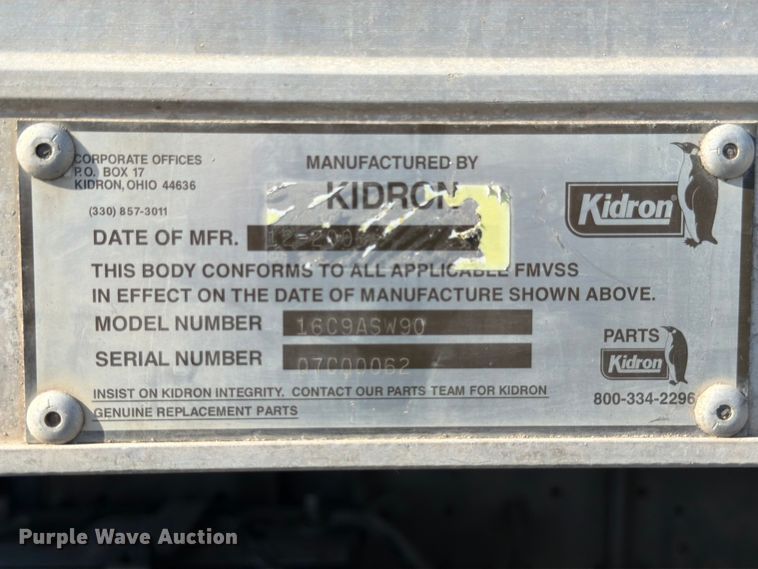 CORPORATE OFFICES
P.O. BOX 17
KIDRON, OHIO 44636
(330) 857-3011
MANUFACTURED BY
KIDRON
Kidron®
DATE OF MFR.
THIS BODY CONFORMS TO ALL APPLICABLE FMVSS
IN EFFECT ON THE DATE OF MANUFACTURE SHOWN ABOVE.
MODEL NUMBER 16C9ASW90
SERIAL NUMBER 07C00062
PARTS
Kidron
800-334-2296
INSIST ON KIDRON INTEGRITY. CONTACT OUR PARTS TEAM FOR KIDRON
GENUINE REPLACEMENT PARTS
Purple Wave Auction